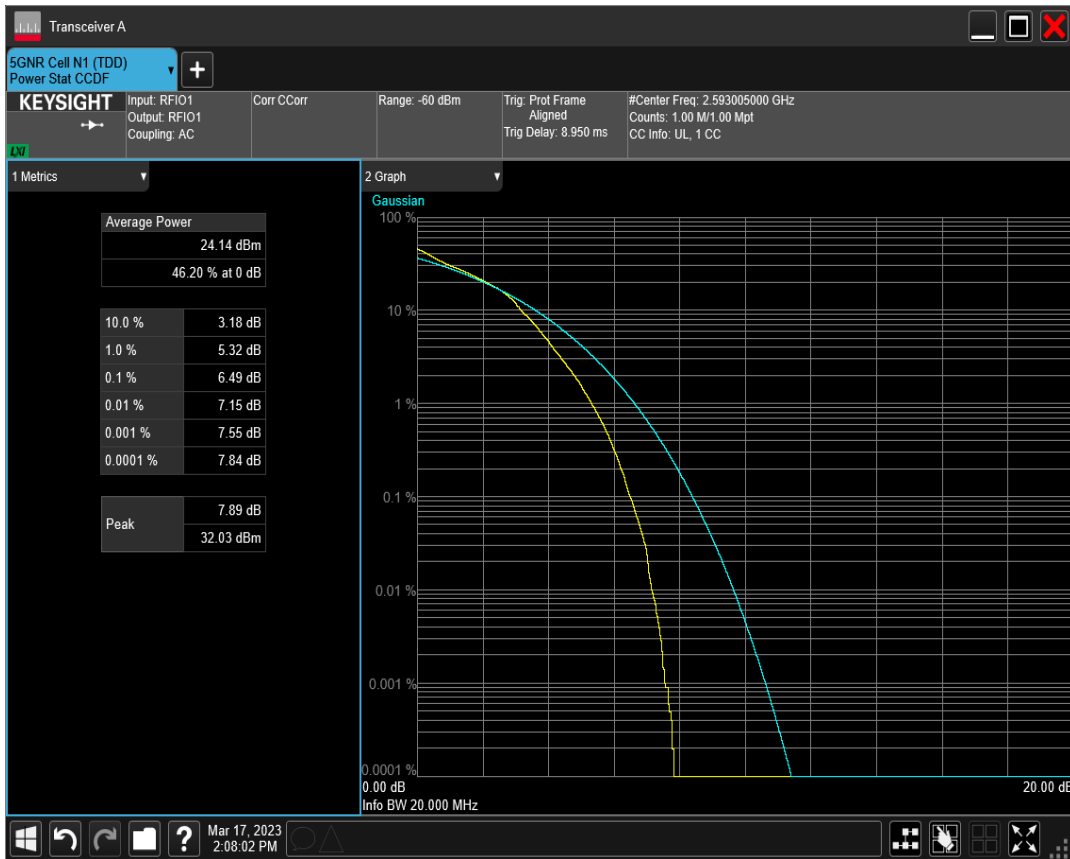 Transceiver A
5GNR Cell N1 (TDD)
Power Stat CCDF
+
KEYSIGHT
LXI
Input: RFIO1
Output: RFIO1
Coupling: AC
Corr CCorr
Range: -60 dBm
Trig: Prot Frame
Aligned
Trig Delay: 8.950 ms
#Center Freq: 2.593005000 GHz
Counts: 1.00 M/1.00 Mpt
CC Info: UL, 1 CC
1 Metrics
Average Power
24.14 dBm
46.20 % at 0 dB
10.0 % 3.18 dB
1.0 % 5.32 dB
0.1 % 6.49 dB
0.01 % 7.15 dB
0.001 % 7.55 dB
0.0001 % 7.84 dB
Peak 7.89 dB
32.03 dBm
2 Graph
Gaussian
100 %
10 %
1 %
0.1 %
0.01 %
0.001 %
0.0001 %
0.00 dB 20.00 dB
Info BW 20.000 MHz
?
Mar 17, 2023
2:08:02 PM